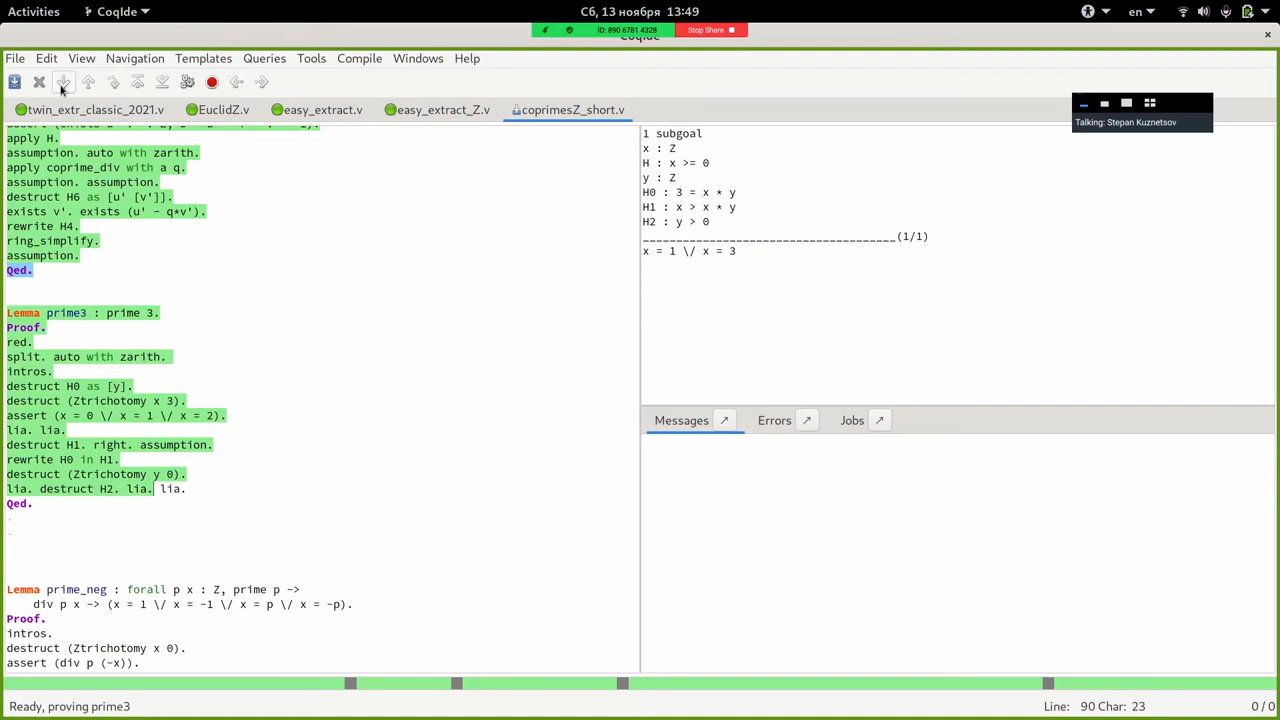 Activities CoqIde Сб, 13 ноября 13:49 en
ID: 890 6781 4328 Stop Share
CoqIde
File Edit View Navigation Templates Queries Tools Compile Windows Help
twin_extr_classic_2021.v EuclidZ.v easy_extract.v easy_extract_Z.v coprimesZ_short.v
Talking: Stepan Kuznetsov
apply H.
assumption. auto with zarith.
apply coprime_div with a q.
assumption. assumption.
destruct H6 as [u' [v']].
exists v'. exists (u' - q*v').
rewrite H4.
ring_simplify.
assumption.
Qed.
Lemma prime3 : prime 3.
Proof.
red.
split. auto with zarith.
intros.
destruct H0 as [y].
destruct (Ztrichotomy x 3).
assert (x = 0 \/ x = 1 \/ x = 2).
lia. lia.
destruct H1. right. assumption.
rewrite H0 in H1.
destruct (Ztrichotomy y 0).
lia. destruct H2. lia. lia.
Qed.
Lemma prime_neg : forall p x : Z, prime p ->
div p x -> (x = 1 \/ x = -1 \/ x = p \/ x = -p).
Proof.
intros.
destruct (Ztrichotomy x 0).
assert (div p (-x)).
1 subgoal
x : Z
H : x >= 0
y : Z
H0 : 3 = x * y
H1 : x > x * y
H2 : y > 0
______________________________________(1/1)
x = 1 \/ x = 3
Messages Errors Jobs
Ready, proving prime3 Line: 90 Char: 23 0 / 0